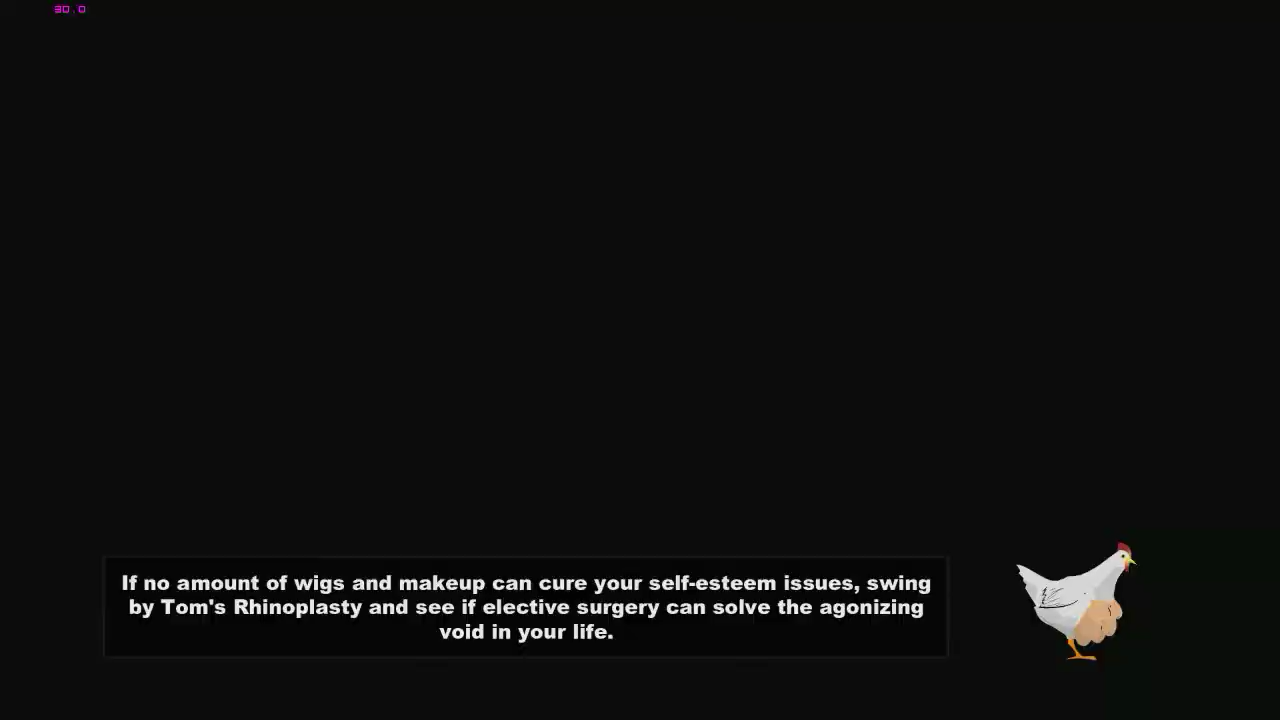 30.0
If no amount of wigs and makeup can cure your self-esteem issues, swing
by Tom's Rhinoplasty and see if elective surgery can solve the agonizing
void in your life.